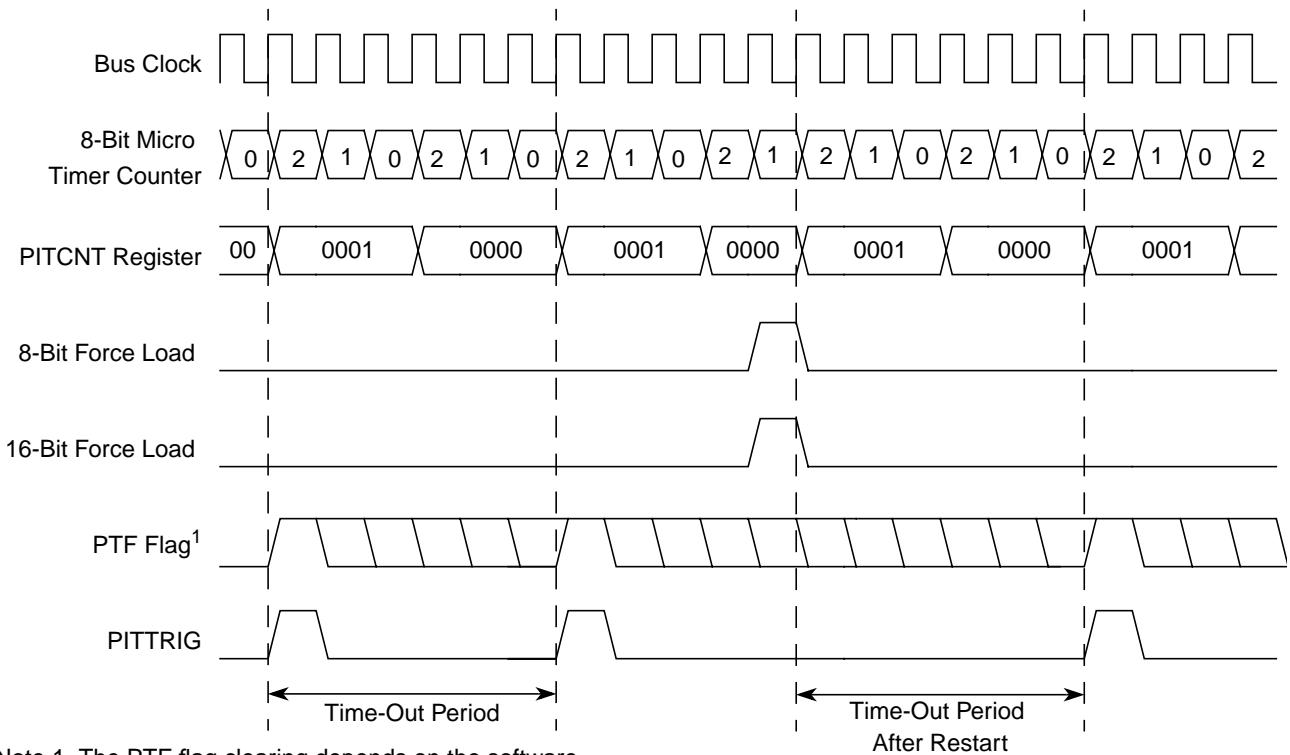 Bus Clock
8-Bit Micro
Timer Counter
0 2 1 0 2 1 0 2 1 0 2 1 2 1 0 2 1 0 2 1 0 2
PITCNT Register
00 0001 0000 0001 0000 0001 0000 0001
8-Bit Force Load
16-Bit Force Load
PTF Flag1
PITTRIG
Time-Out Period
Time-Out Period
After Restart
Note 1. The PTF flag clearing depends on the software